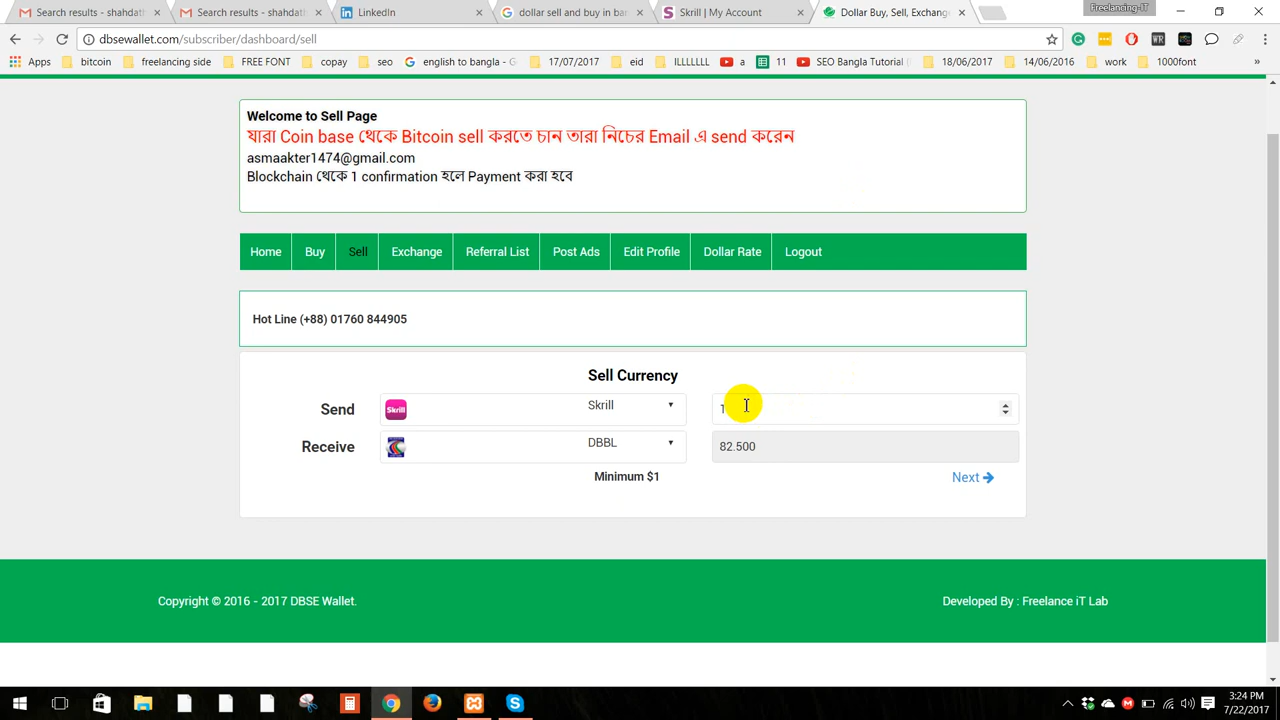 Search results - shahdath
Search results - shahdath
LinkedIn
dollar sell and buy in ban
Skrill | My Account
Dollar Buy, Sell, Exchange
Freelancing-IT
dbsewallet.com/subscriber/dashboard/sell
WR
Apps
bitcoin
freelancing side
FREE FONT
copay
seo
english to bangla - G
17/07/2017
eid
ILLLLLLL
a
11
SEO Bangla Tutorial (
18/06/2017
14/06/2016
work
1000font
»
Welcome to Sell Page
যারা Coin base থেকে Bitcoin sell করতে চান তারা নিচের Email এ send করেন
asmaakter1474@gmail.com
Blockchain থেকে 1 confirmation হলে Payment করা হবে
Home
Buy
Sell
Exchange
Referral List
Post Ads
Edit Profile
Dollar Rate
Logout
Hot Line (+88) 01760 844905
Sell Currency
Send
Skrill
Skrill
1
Receive
DBBL
82.500
Minimum $1
Next
Copyright © 2016 - 2017 DBSE Wallet.
Developed By : Freelance iT Lab
3:24 PM
7/22/2017